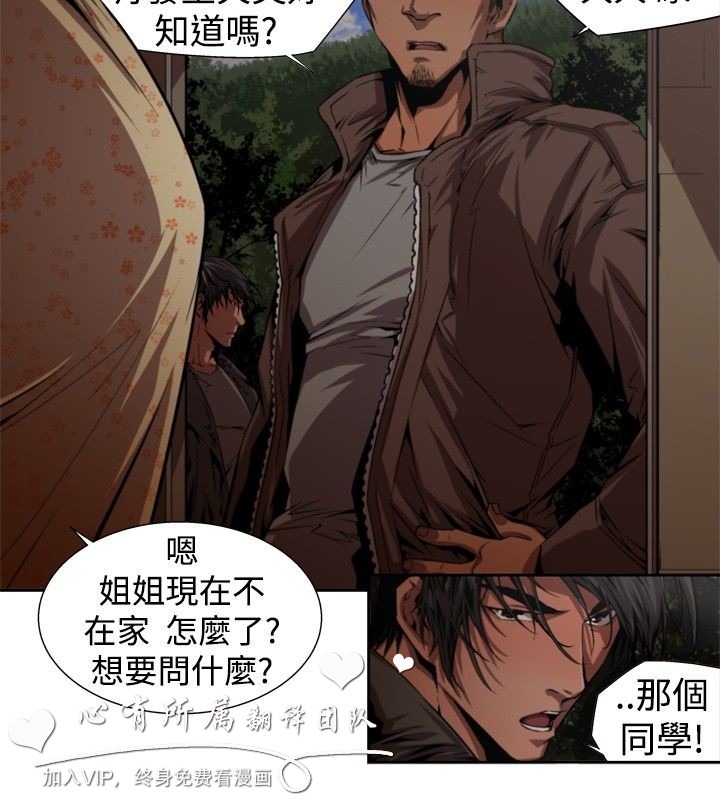 知道嗎?
嗯
姐姐現在不
在家 怎麼了?
想要問什麼?
..那個
同學!
心有所属翻译团队
加入VIP，终身免费看漫画